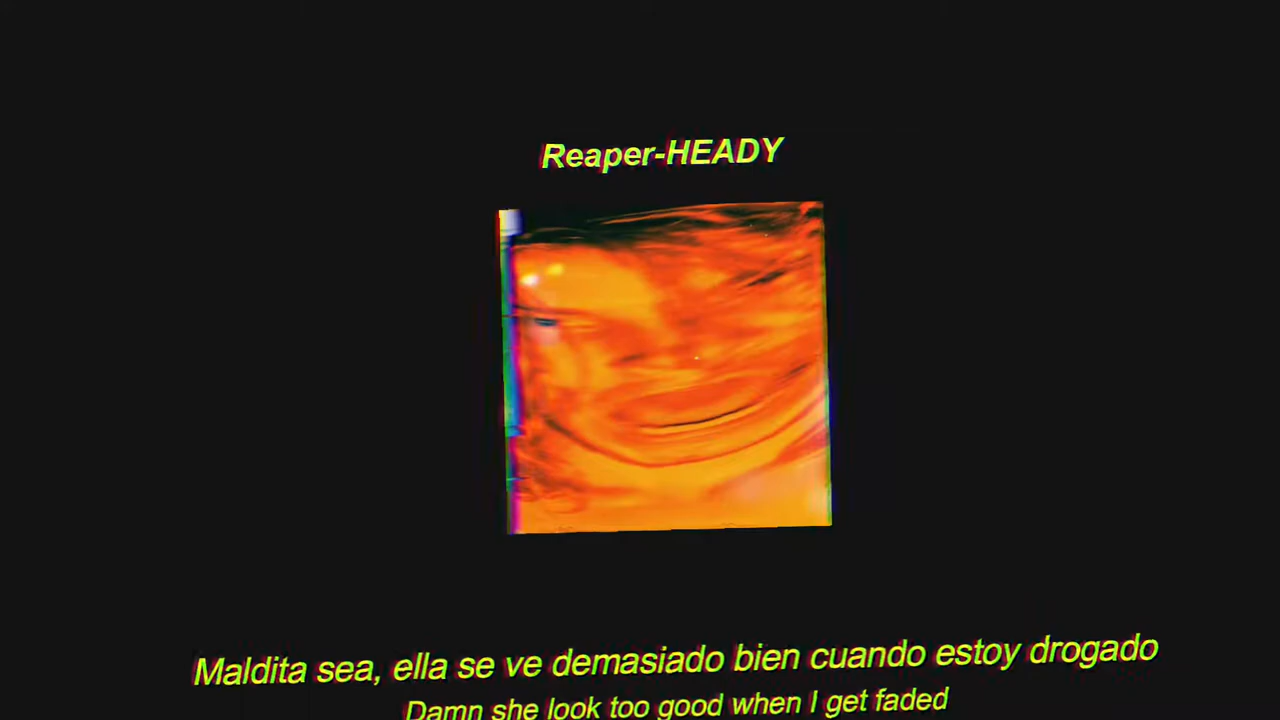 Reaper-HEADY
Maldita sea, ella se ve demasiado bien cuando estoy drogado
Damn she look too good when I get faded